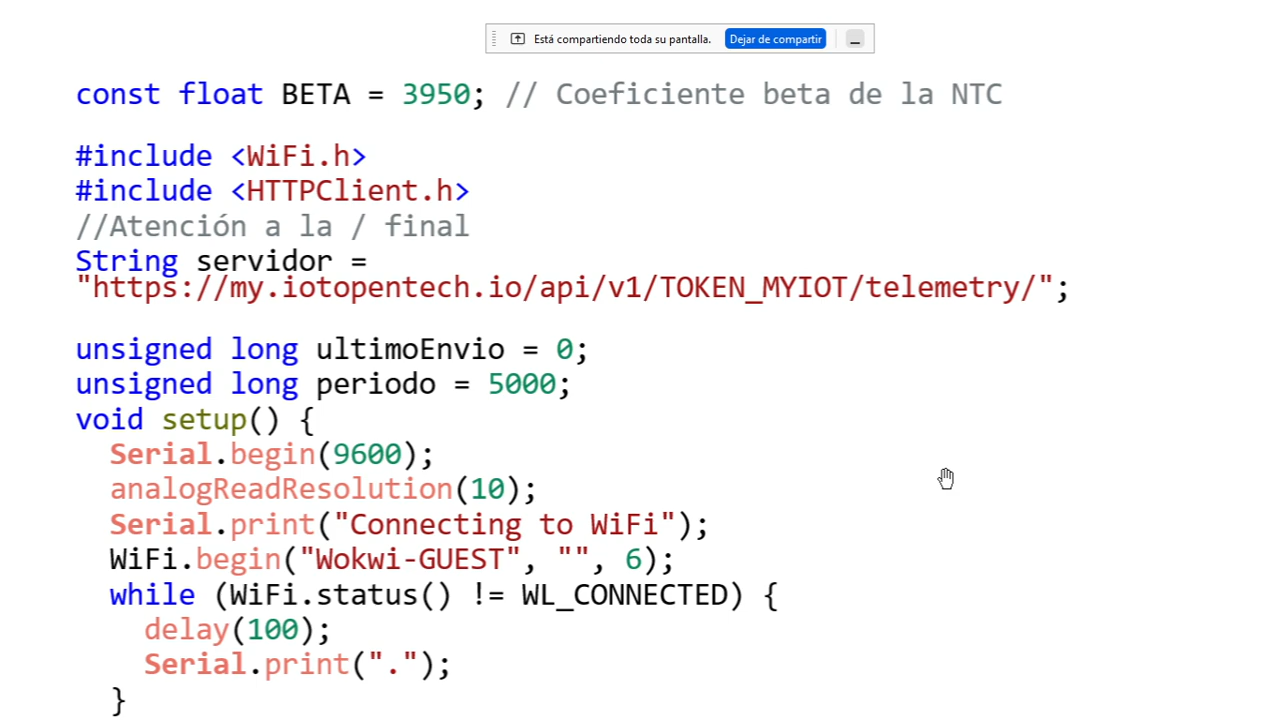 Está compartiendo toda su pantalla. Dejar de compartir
const float BETA = 3950; // Coeficiente beta de la NTC
#include <WiFi.h>
#include <HTTPClient.h>
//Atención a la / final
String servidor =
"https://my.iotopentech.io/api/v1/TOKEN_MYIOT/telemetry/";
unsigned long ultimoEnvio = 0;
unsigned long periodo = 5000;
void setup() {
  Serial.begin(9600);
  analogReadResolution(10);
  Serial.print("Connecting to WiFi");
  WiFi.begin("Wokwi-GUEST", "", 6);
  while (WiFi.status() != WL_CONNECTED) {
    delay(100);
    Serial.print(".");
  }